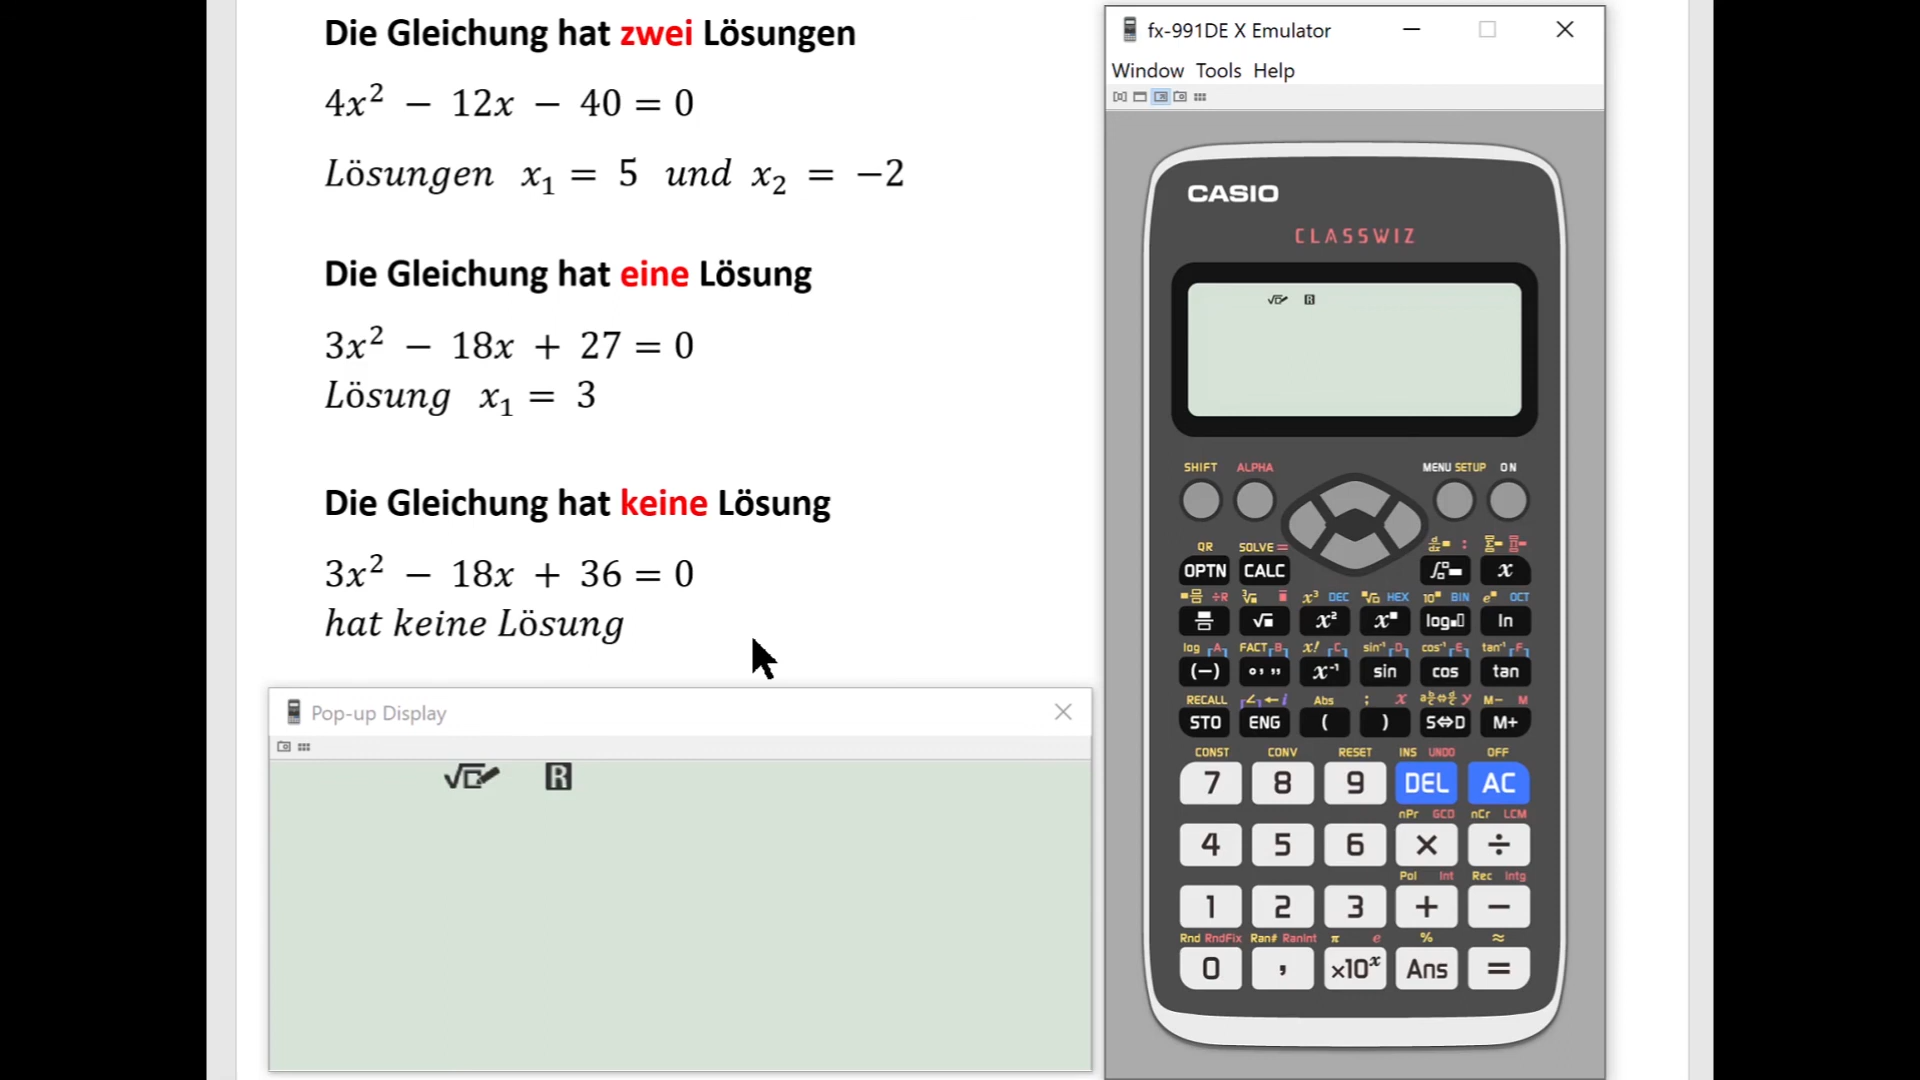 Die Gleichung hat zwei Lösungen
4x² − 12x − 40 = 0
Lösungen x₁ = 5 und x₂ = −2
Die Gleichung hat eine Lösung
3x² − 18x + 27 = 0
Lösung x₁ = 3
Die Gleichung hat keine Lösung
3x² − 18x + 36 = 0
hat keine Lösung
Pop-up Display
√ R
fx-991DE X Emulator
Window Tools Help
CASIO
CLASSWIZ
√ R
SHIFT ALPHA MENU SETUP ON
QR SOLVE =
OPTN CALC x
÷R x³ DEC HEX 10 BIN e OCT
√ x² x log ln
log A FACT B x! C sin⁻¹ D cos⁻¹ E tan⁻¹ F
(−) x⁻¹ sin cos tan
RECALL ∠ ← i Abs ; x y M− M
STO ENG ( ) S⇔D M+
CONST CONV RESET INS UNDO OFF
7 8 9 DEL AC
nPr GCD nCr LCM
4 5 6 × ÷
Pol Int Rec Intg
1 2 3 + −
Rnd RndFix Ran# RanInt π e % ≈
0 , ×10ˣ Ans =